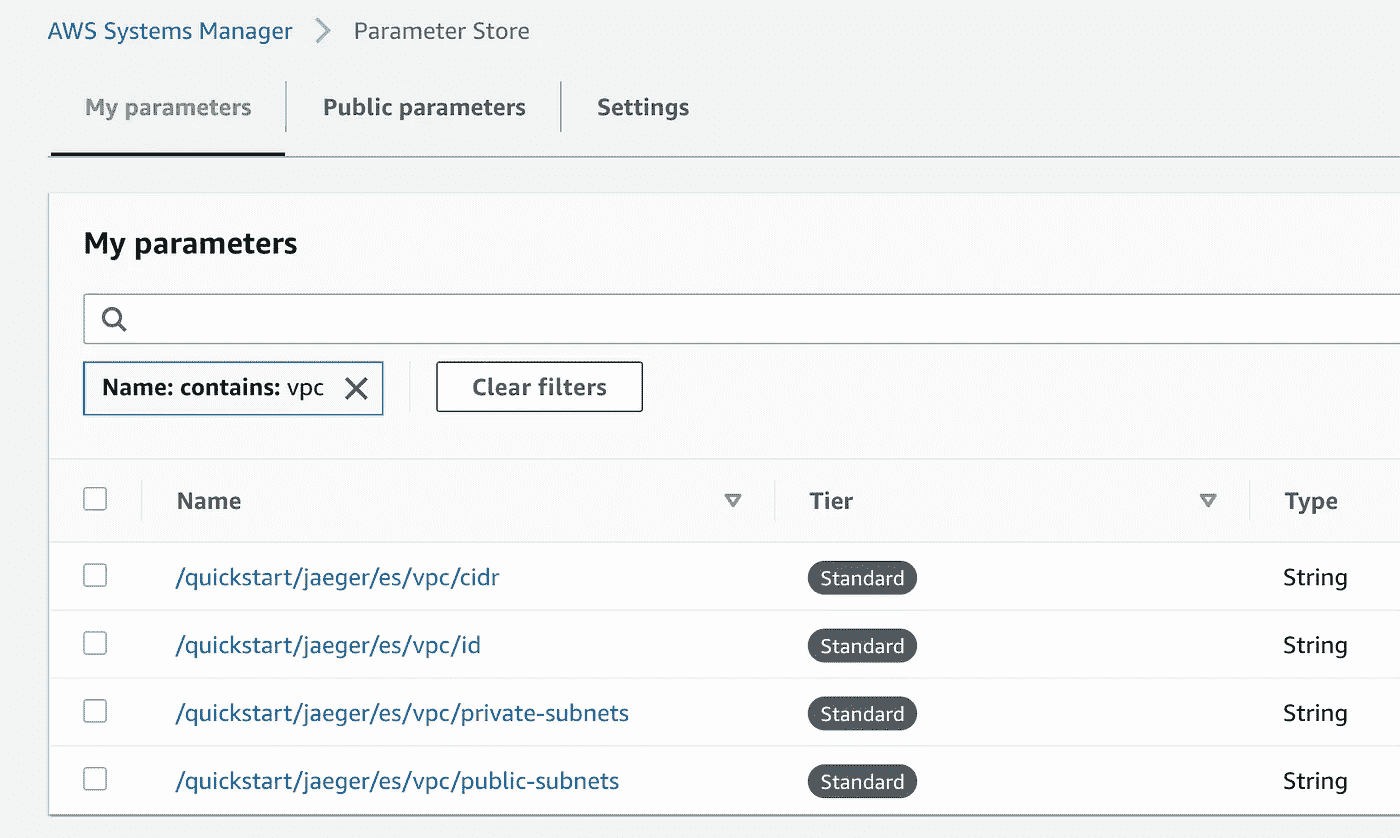 AWS Systems Manager Parameter Store
My parameters Public parameters Settings
My parameters
Name: contains: vpc Clear filters
Name Tier Type
/quickstart/jaeger/es/vpc/cidr Standard String
/quickstart/jaeger/es/vpc/id Standard String
/quickstart/jaeger/es/vpc/private-subnets Standard String
/quickstart/jaeger/es/vpc/public-subnets Standard String